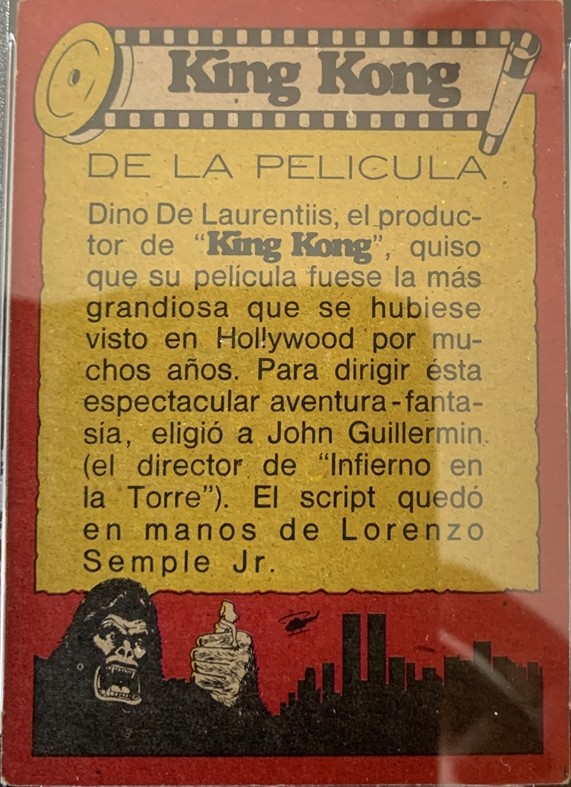 King Kong
DE LA PELICULA
Dino De Laurentiis, el produc-
tor de "King Kong", quiso
que su película fuese la más
grandiosa que se hubiese
visto en Hollywood por mu-
chos años. Para dirigir ésta
espectacular aventura-fanta-
sía, eligió a John Guillermin
(el director de "Infierno en
la Torre"). El script quedó
en manos de Lorenzo
Semple Jr.